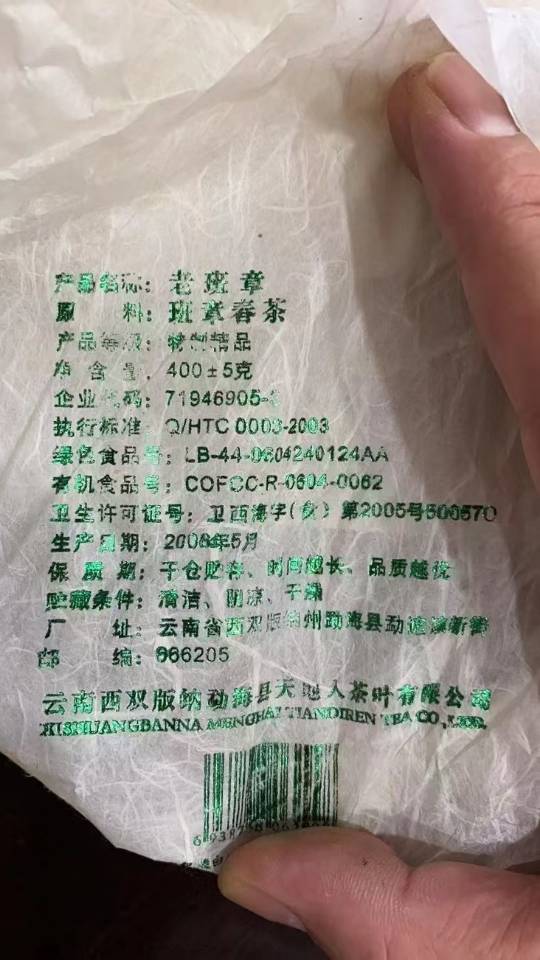 产品名称：老班章
原 料：班章春茶
产品等级：特制精品
净含量：400±5克
企业代码：71946905-
执行标准：Q/HTC 0003-2003
绿色食品号：LB-44-0604240124AA
有机食品号：COFCC-R-0604-0062
卫生许可证号：卫西海字（食）第2005号500570
生产日期：2006年5月
保质期：干仓贮存、时间越长、品质越优
贮藏条件：清洁、阴凉、干燥
厂 址：云南省西双版纳州勐海县勐遮镇新街
邮 编：666205
云南西双版纳勐海县天地人茶叶有限公司
XISHUANGBANNA MENGHAI TIANDIREN TEA CO.,LTD.